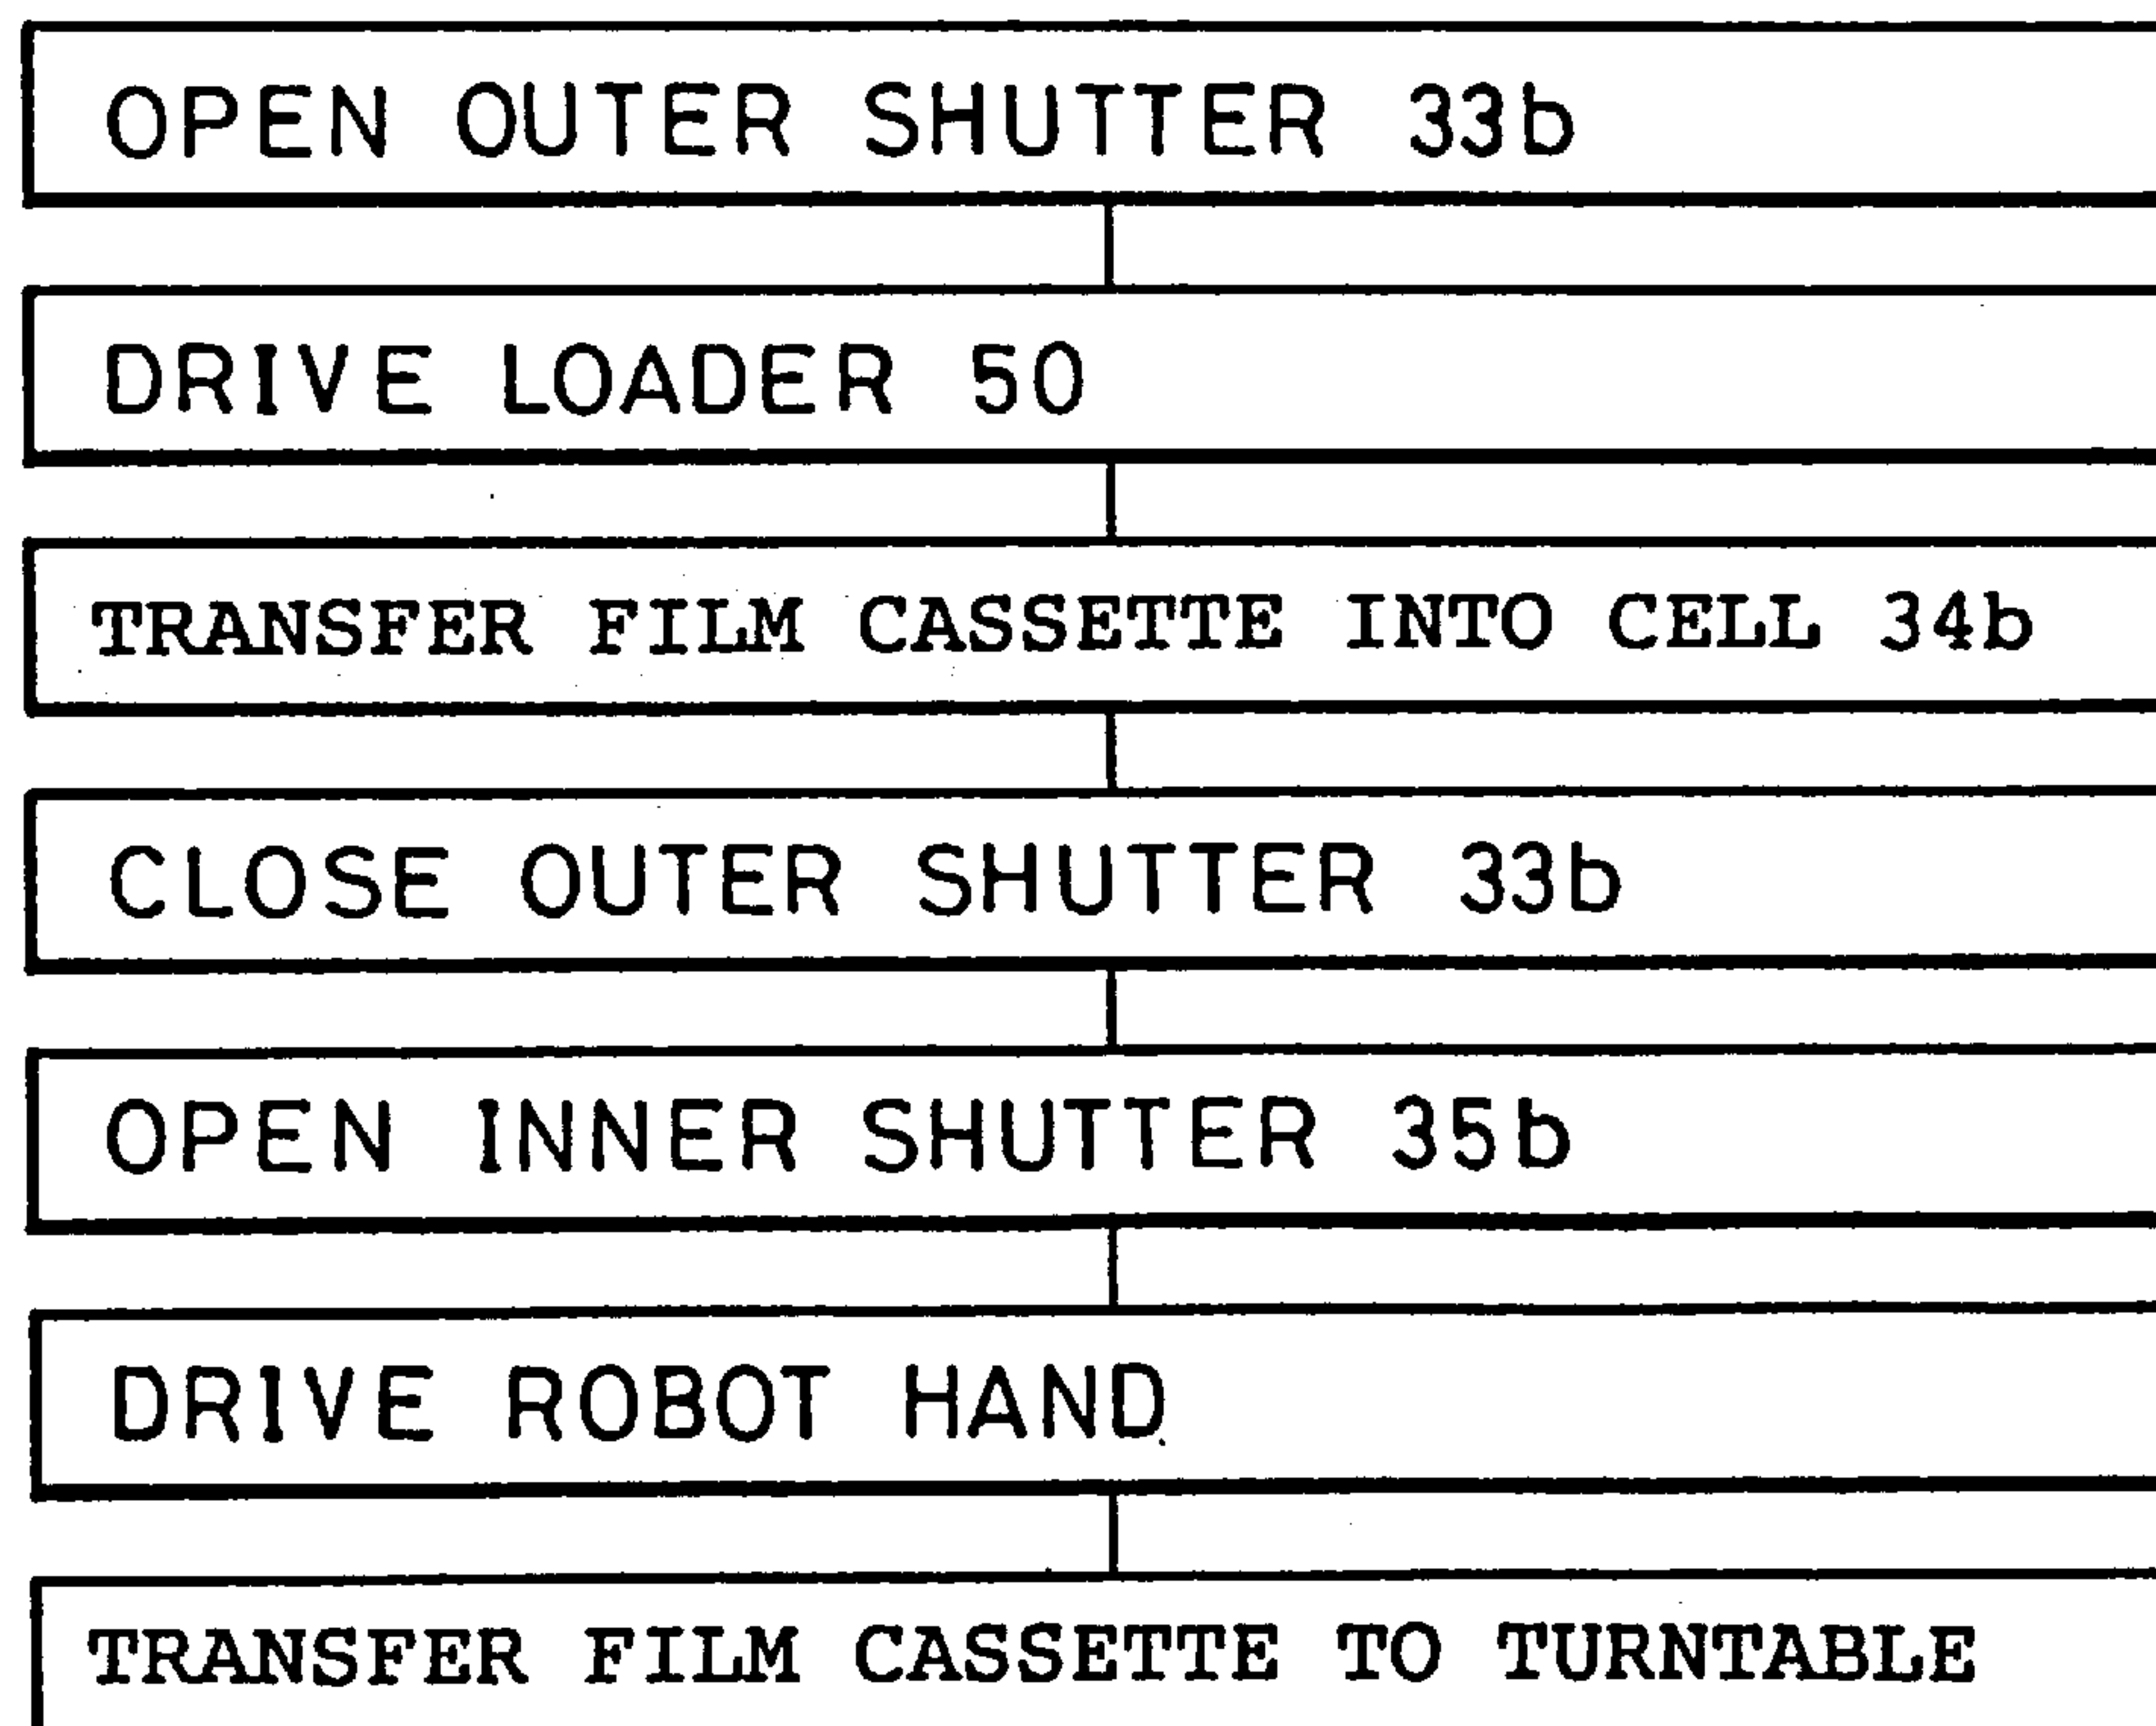 OPEN OUTER SHUTTER 33b
DRIVE LOADER 50
TRANSFER FILM CASSETTE INTO CELL 34b
CLOSE OUTER SHUTTER 33b
OPEN INNER SHUTTER 35b
DRIVE ROBOT HAND
TRANSFER FILM CASSETTE TO TURNTABLE